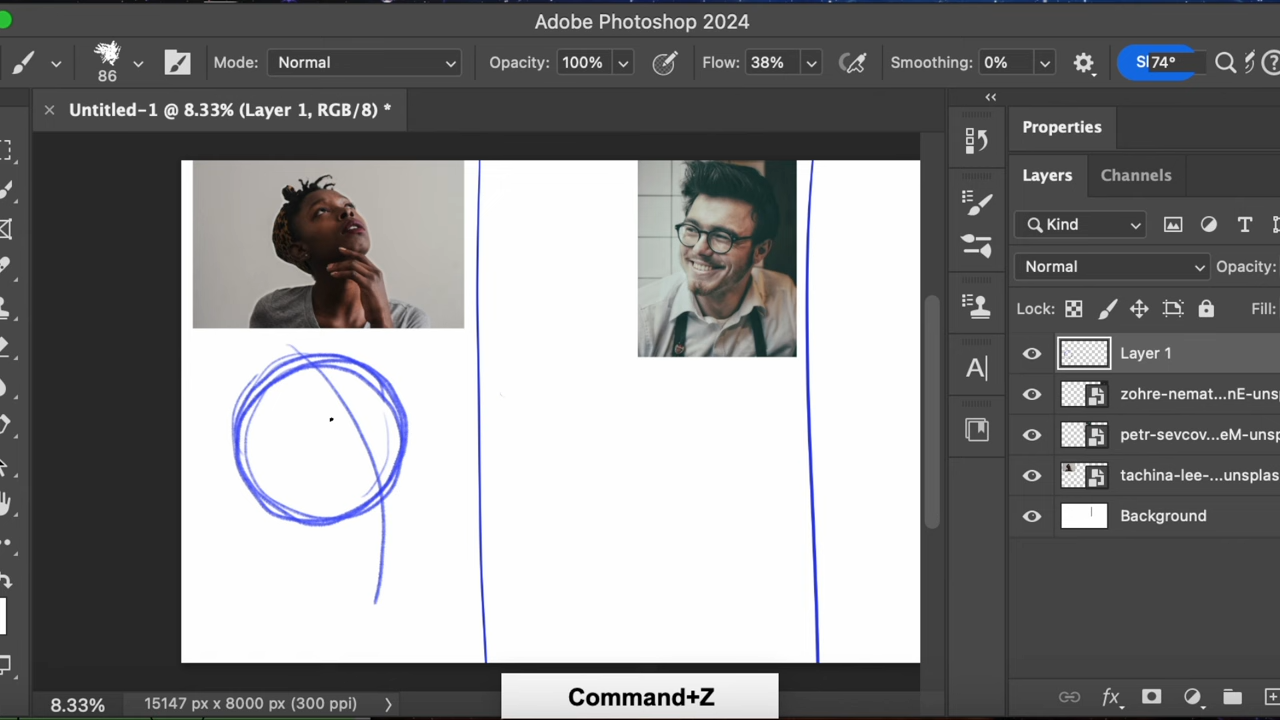 Adobe Photoshop 2024
86
Mode: Normal
Opacity: 100%
Flow: 38%
Smoothing: 0%
74°
× Untitled-1 @ 8.33% (Layer 1, RGB/8) *
Properties
Layers
Channels
Kind
Normal
Opacity:
Lock:
Fill:
Layer 1
zohre-nemat...nE-uns
petr-sevcov...eM-unsp
tachina-lee-...unsplas
Background
8.33%
15147 px x 8000 px (300 ppi)
Command+Z